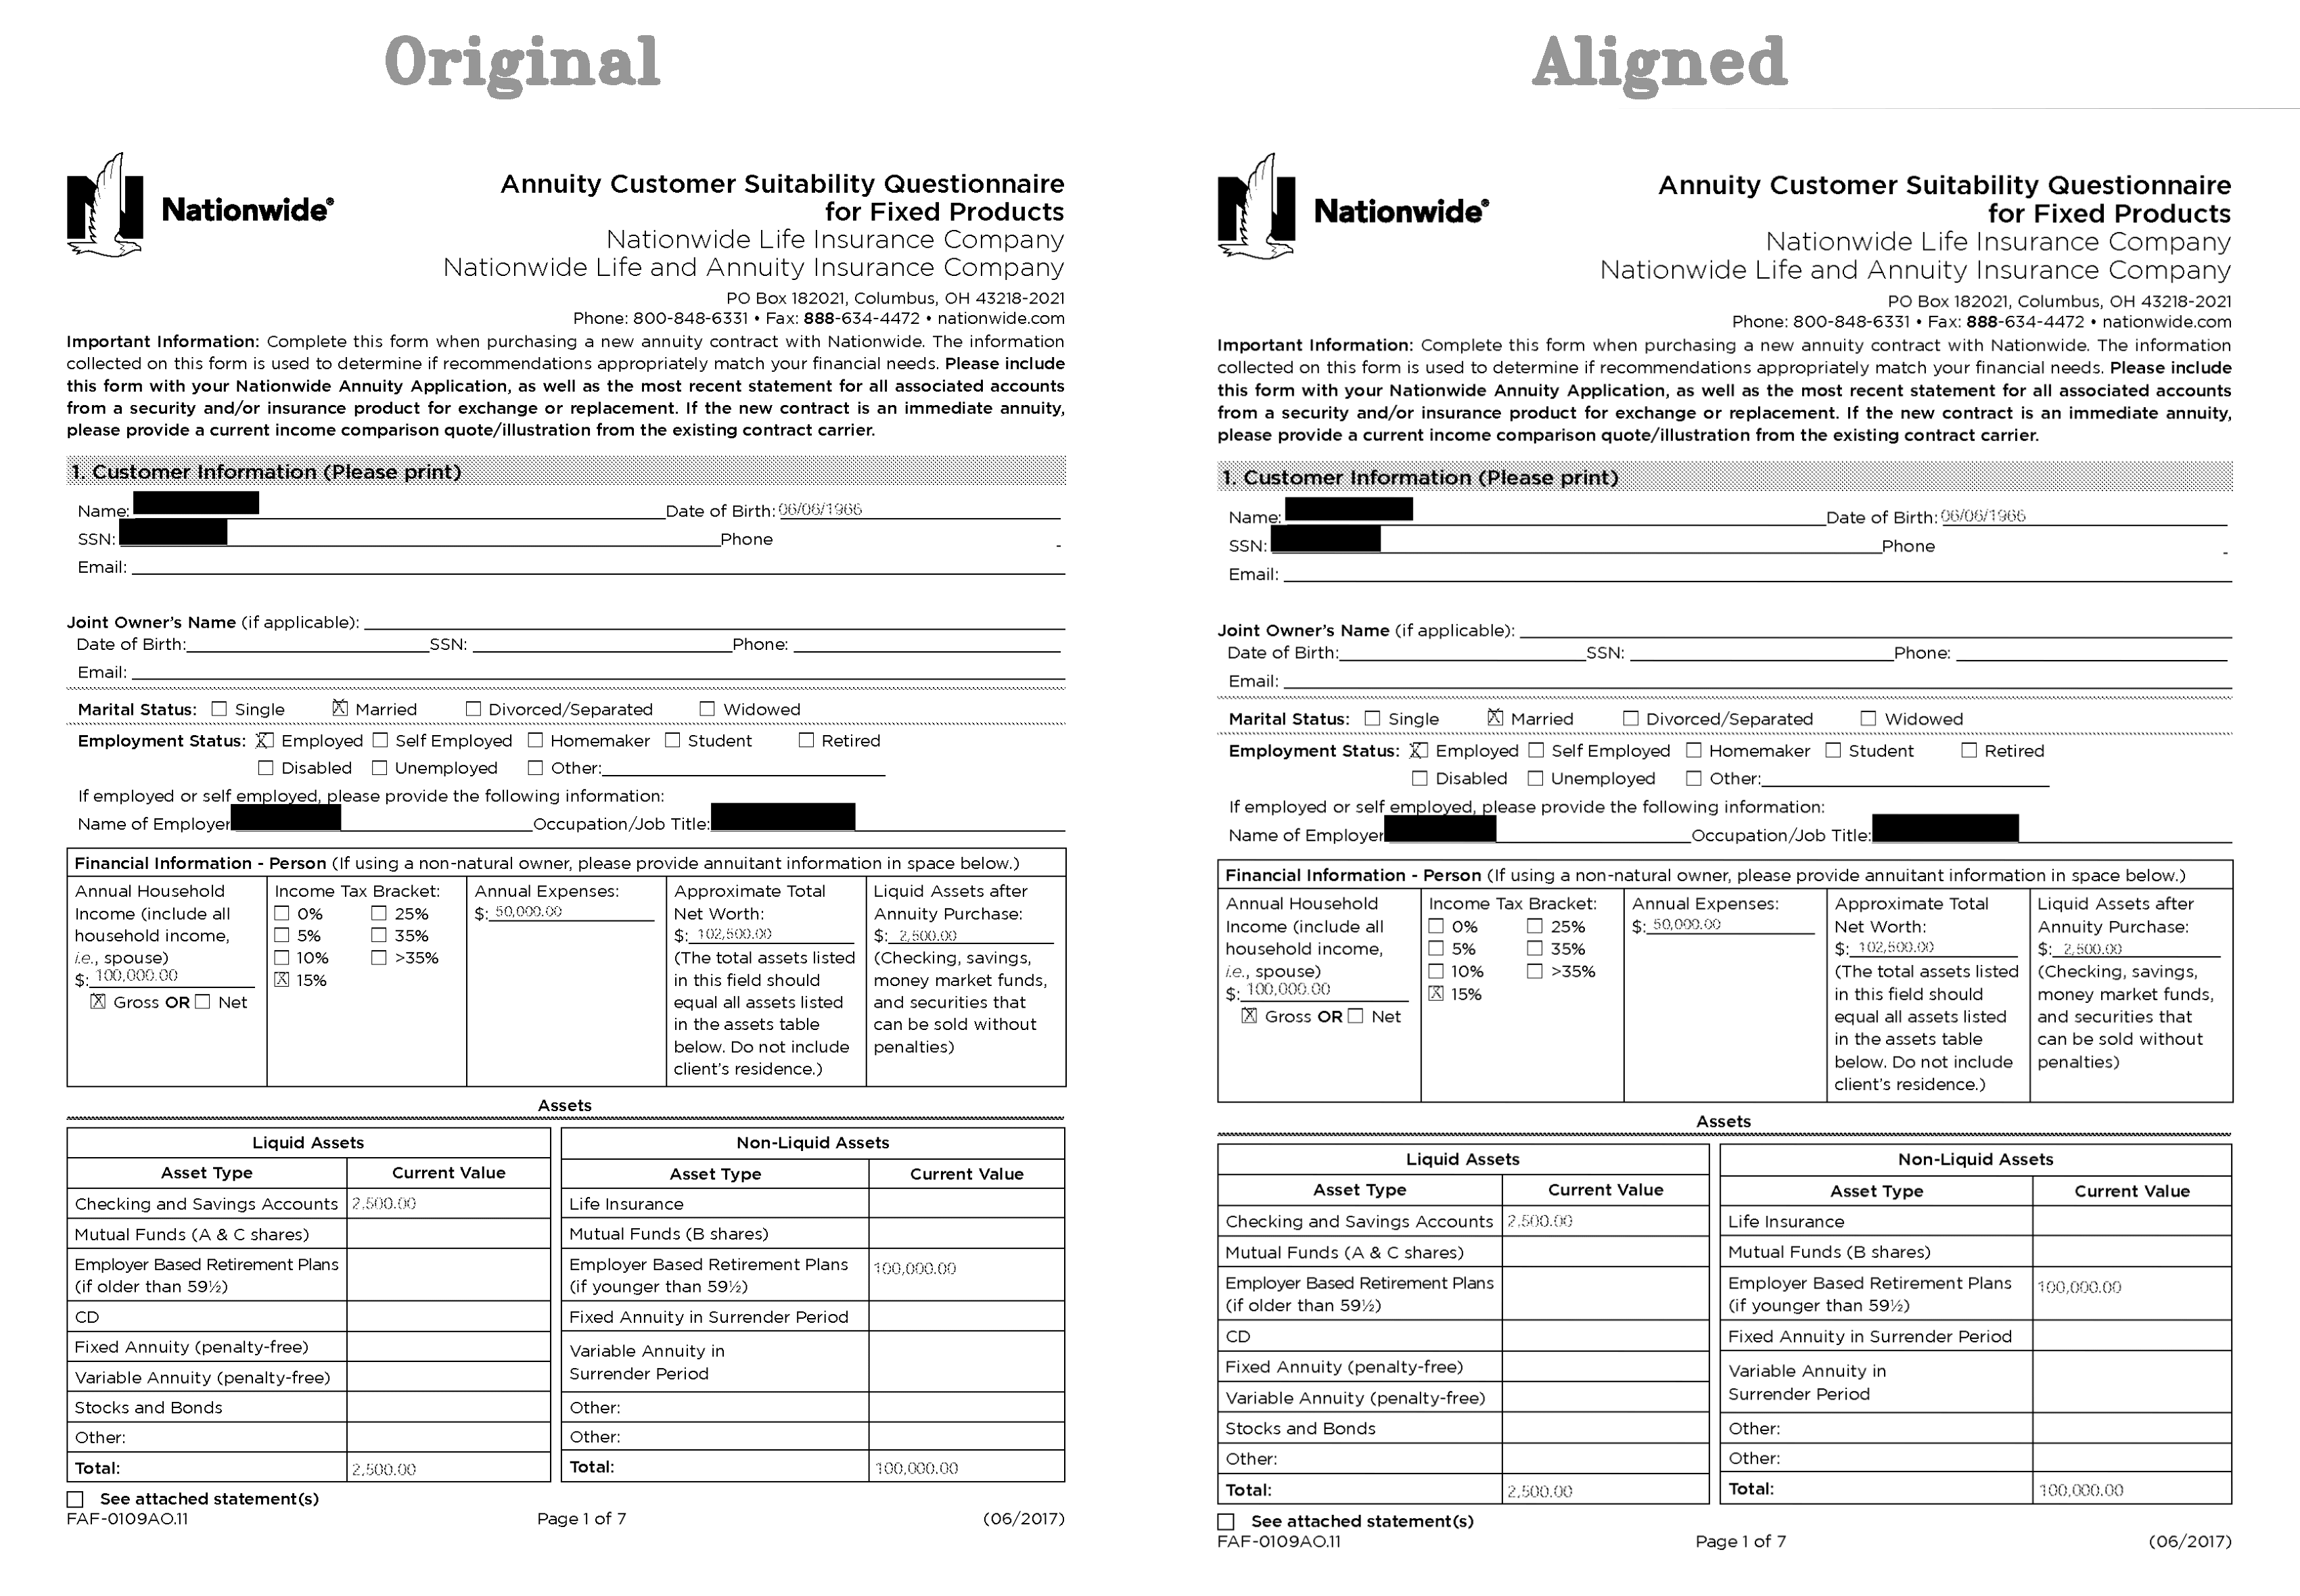 Original
Nationwide®
Annuity Customer Suitability Questionnaire
for Fixed Products
Nationwide Life Insurance Company
Nationwide Life and Annuity Insurance Company
PO Box 182021, Columbus, OH 43218-2021
Phone: 800-848-6331 • Fax: 888-634-4472 • nationwide.com
Important Information: Complete this form when purchasing a new annuity contract with Nationwide. The information
collected on this form is used to determine if recommendations appropriately match your financial needs. Please include
this form with your Nationwide Annuity Application, as well as the most recent statement for all associated accounts
from a security and/or insurance product for exchange or replacement. If the new contract is an immediate annuity,
please provide a current income comparison quote/illustration from the existing contract carrier.
1. Customer Information (Please print)
Name: Date of Birth: 06/06/1966
SSN: Phone -
Email:
Joint Owner's Name (if applicable):
Date of Birth: SSN: Phone:
Email:
Marital Status: Single X Married Divorced/Separated Widowed
Employment Status: X Employed Self Employed Homemaker Student Retired
Disabled Unemployed Other:
If employed or self employed, please provide the following information:
Name of Employer Occupation/Job Title:
Financial Information - Person (If using a non-natural owner, please provide annuitant information in space below.)
Annual Household
Income (include all
household income,
i.e., spouse)
$: 100,000.00
X Gross OR Net
Income Tax Bracket:
0% 25%
5% 35%
10% >35%
X 15%
Annual Expenses:
$: 50,000.00
Approximate Total
Net Worth:
$: 102,500.00
(The total assets listed
in this field should
equal all assets listed
in the assets table
below. Do not include
client's residence.)
Liquid Assets after
Annuity Purchase:
$: 2,500.00
(Checking, savings,
money market funds,
and securities that
can be sold without
penalties)
Assets
Liquid Assets
Asset Type Current Value
Checking and Savings Accounts 2,500.00
Mutual Funds (A & C shares)
Employer Based Retirement Plans
(if older than 59½)
CD
Fixed Annuity (penalty-free)
Variable Annuity (penalty-free)
Stocks and Bonds
Other:
Total: 2,500.00
Non-Liquid Assets
Asset Type Current Value
Life Insurance
Mutual Funds (B shares)
Employer Based Retirement Plans 100,000.00
(if younger than 59½)
Fixed Annuity in Surrender Period
Variable Annuity in
Surrender Period
Other:
Other:
Total: 100,000.00
See attached statement(s)
FAF-0109AO.11 Page 1 of 7 (06/2017)
Aligned
Nationwide®
Annuity Customer Suitability Questionnaire
for Fixed Products
Nationwide Life Insurance Company
Nationwide Life and Annuity Insurance Company
PO Box 182021, Columbus, OH 43218-2021
Phone: 800-848-6331 • Fax: 888-634-4472 • nationwide.com
Important Information: Complete this form when purchasing a new annuity contract with Nationwide. The information
collected on this form is used to determine if recommendations appropriately match your financial needs. Please include
this form with your Nationwide Annuity Application, as well as the most recent statement for all associated accounts
from a security and/or insurance product for exchange or replacement. If the new contract is an immediate annuity,
please provide a current income comparison quote/illustration from the existing contract carrier.
1. Customer Information (Please print)
Name: Date of Birth: 06/06/1966
SSN: Phone -
Email:
Joint Owner's Name (if applicable):
Date of Birth: SSN: Phone:
Email:
Marital Status: Single X Married Divorced/Separated Widowed
Employment Status: X Employed Self Employed Homemaker Student Retired
Disabled Unemployed Other:
If employed or self employed, please provide the following information:
Name of Employer Occupation/Job Title:
Financial Information - Person (If using a non-natural owner, please provide annuitant information in space below.)
Annual Household
Income (include all
household income,
i.e., spouse)
$: 100,000.00
X Gross OR Net
Income Tax Bracket:
0% 25%
5% 35%
10% >35%
X 15%
Annual Expenses:
$: 50,000.00
Approximate Total
Net Worth:
$: 102,500.00
(The total assets listed
in this field should
equal all assets listed
in the assets table
below. Do not include
client's residence.)
Liquid Assets after
Annuity Purchase:
$: 2,500.00
(Checking, savings,
money market funds,
and securities that
can be sold without
penalties)
Assets
Liquid Assets
Asset Type Current Value
Checking and Savings Accounts 2,500.00
Mutual Funds (A & C shares)
Employer Based Retirement Plans
(if older than 59½)
CD
Fixed Annuity (penalty-free)
Variable Annuity (penalty-free)
Stocks and Bonds
Other:
Total: 2,500.00
Non-Liquid Assets
Asset Type Current Value
Life Insurance
Mutual Funds (B shares)
Employer Based Retirement Plans 100,000.00
(if younger than 59½)
Fixed Annuity in Surrender Period
Variable Annuity in
Surrender Period
Other:
Other:
Total: 100,000.00
See attached statement(s)
FAF-0109AO.11 Page 1 of 7 (06/2017)